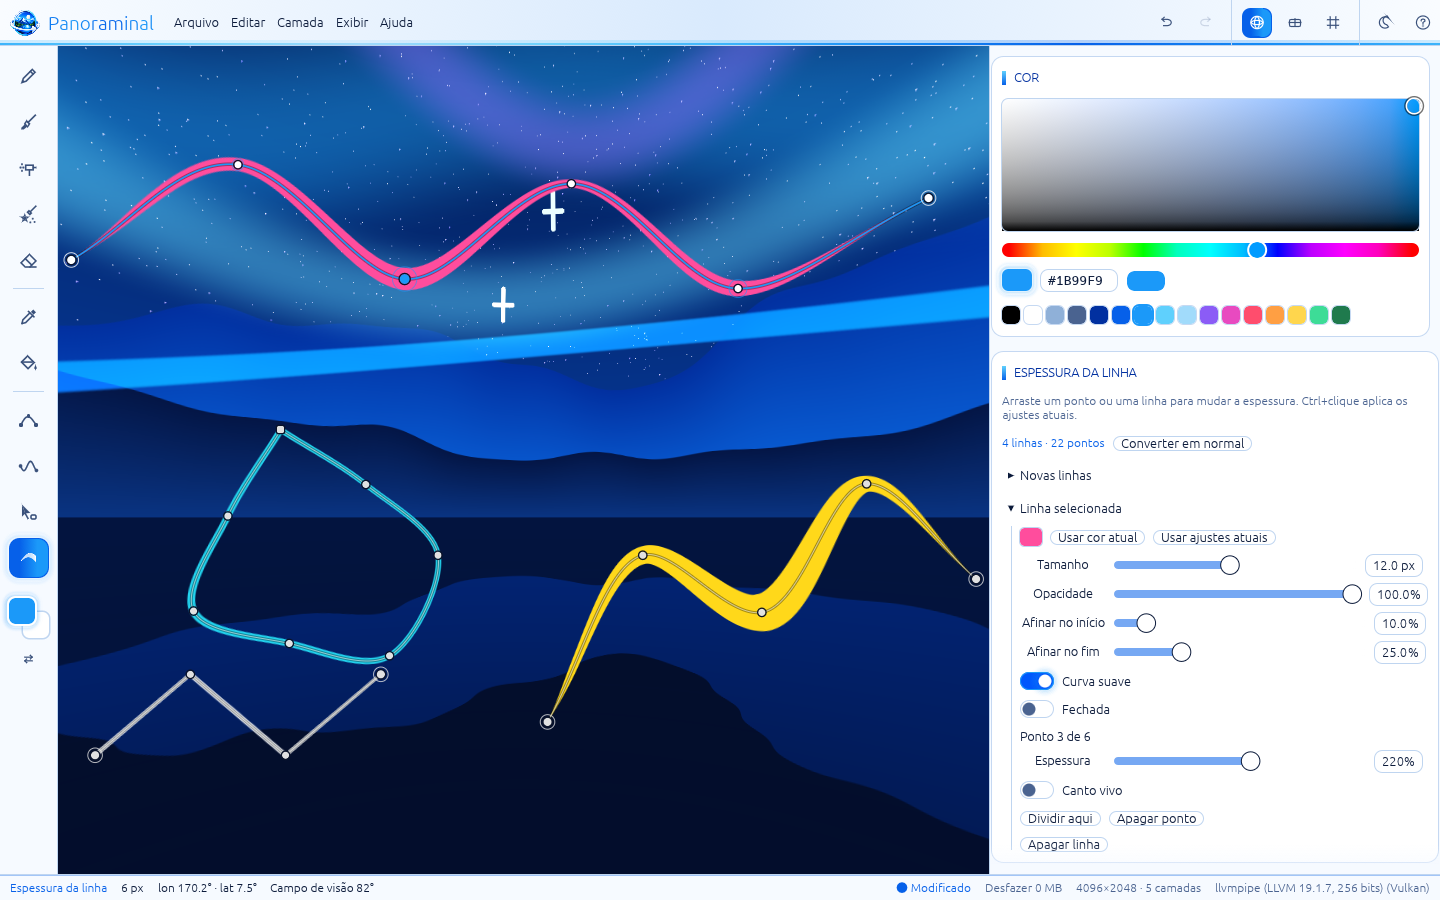 Panoraminal
Arquivo Editar Camada Exibir Ajuda
COR
#1B99F9
ESPESSURA DA LINHA
Arraste um ponto ou uma linha para mudar a espessura. Ctrl+clique aplica os
ajustes atuais.
4 linhas · 22 pontos Converter em normal
Novas linhas
Linha selecionada
Usar cor atual Usar ajustes atuais
Tamanho 12.0 px
Opacidade 100.0%
Afinar no início 10.0%
Afinar no fim 25.0%
Curva suave
Fechada
Ponto 3 de 6
Espessura 220%
Canto vivo
Dividir aqui Apagar ponto
Apagar linha
Espessura da linha 6 px lon 170.2° · lat 7.5° Campo de visão 82° Modificado Desfazer 0 MB 4096×2048 · 5 camadas llvmpipe (LLVM 19.1.7, 256 bits) (Vulkan)